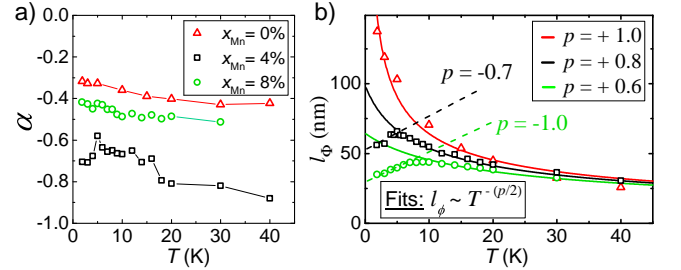 a)
0.0
-0.2
-0.4
-0.6
-0.8
-1.0
α
x_Mn = 0%
x_Mn = 4%
x_Mn = 8%
0 10 20 30 40
T (K)
b)
150
100
50
0
l_Φ (nm)
p = + 1.0
p = + 0.8
p = + 0.6
p = -0.7
p = -1.0
Fits: l_ϕ ~ T^-(p/2)
0 10 20 30 40
T (K)